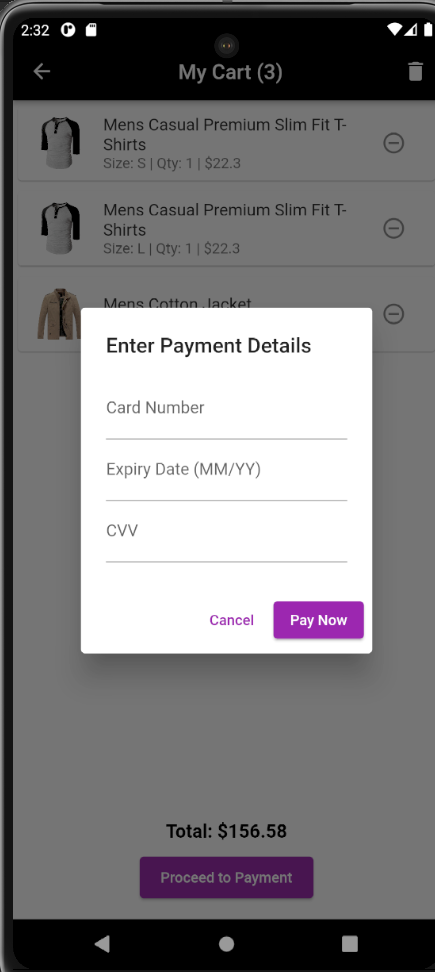 2:32
My Cart (3)
Mens Casual Premium Slim Fit T-
Shirts
Size: S | Qty: 1 | $22.3
Mens Casual Premium Slim Fit T-
Shirts
Size: L | Qty: 1 | $22.3
Mens Cotton Jacket
Enter Payment Details
Card Number
Expiry Date (MM/YY)
CVV
Cancel
Pay Now
Total: $156.58
Proceed to Payment